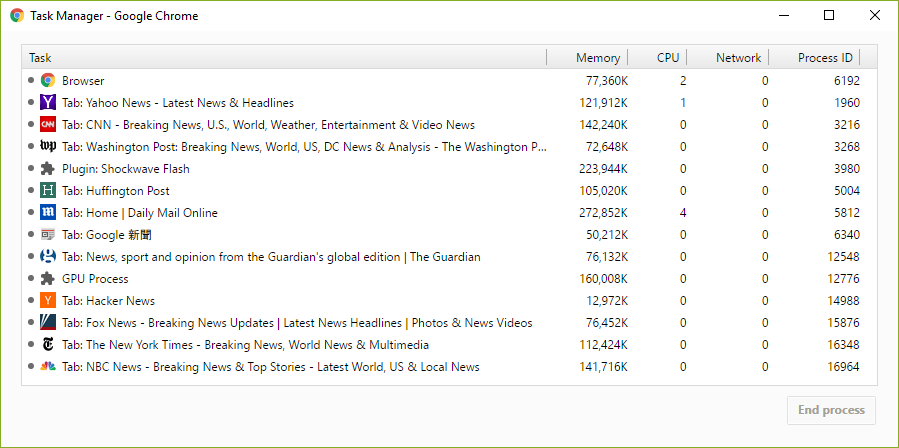 Task Manager - Google Chrome
Task Memory CPU Network Process ID
Browser 77,360K 2 0 6192
Tab: Yahoo News - Latest News & Headlines 121,912K 1 0 1960
CNN Tab: CNN - Breaking News, U.S., World, Weather, Entertainment & Video News 142,240K 0 0 3216
wp Tab: Washington Post: Breaking News, World, US, DC News & Analysis - The Washington P... 72,648K 0 0 3268
Plugin: Shockwave Flash 223,944K 0 0 3980
H Tab: Huffington Post 105,020K 0 0 5004
m Tab: Home | Daily Mail Online 272,852K 4 0 5812
Tab: Google 新聞 50,212K 0 0 6340
Tab: News, sport and opinion from the Guardian's global edition | The Guardian 76,132K 0 0 12548
GPU Process 160,008K 0 0 12776
Y Tab: Hacker News 12,972K 0 0 14988
Tab: Fox News - Breaking News Updates | Latest News Headlines | Photos & News Videos 76,452K 0 0 15876
T Tab: The New York Times - Breaking News, World News & Multimedia 112,424K 0 0 16348
Tab: NBC News - Breaking News & Top Stories - Latest World, US & Local News 141,716K 0 0 16964
End process